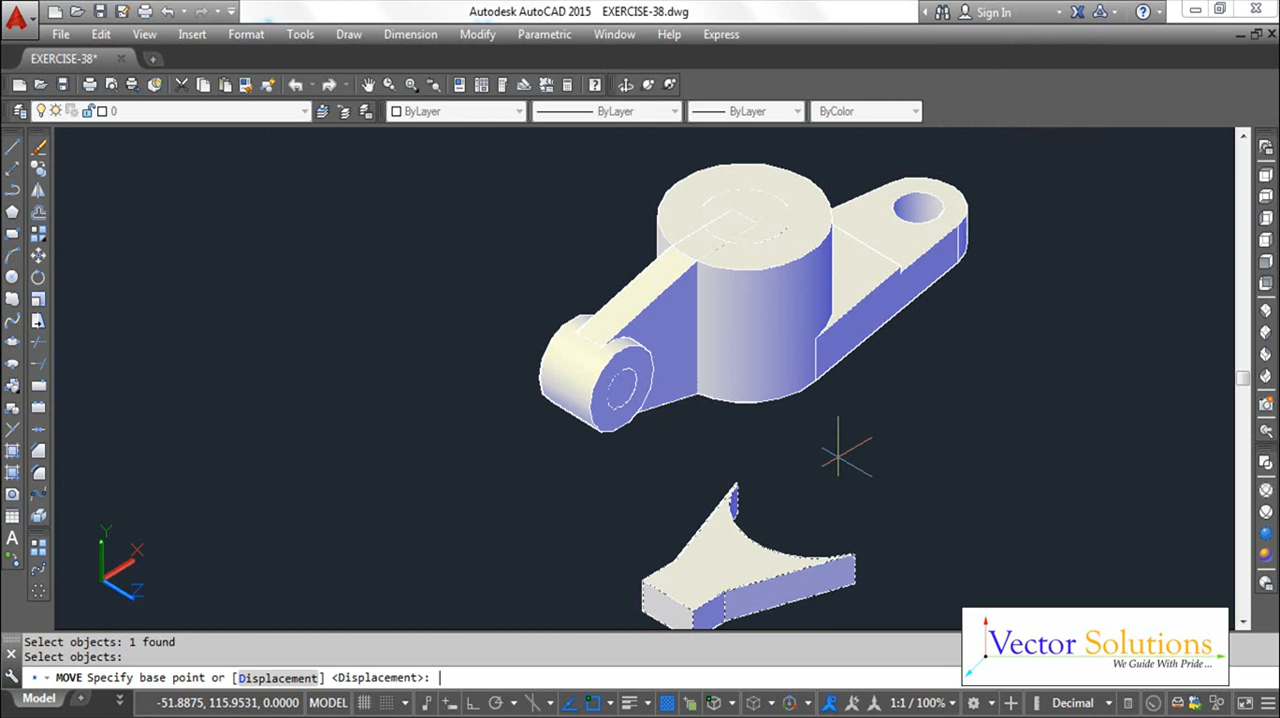 Autodesk AutoCAD 2015 EXERCISE-38.dwg
Sign In
File Edit View Insert Format Tools Draw Dimension Modify Parametric Window Help Express
EXERCISE-38*
0 ByLayer ByLayer ByLayer ByColor
A
Y
X
Z
Select objects: 1 found
Select objects:
MOVE Specify base point or [Displacement] <Displacement>:
Vector Solutions
We Guide With Pride...
Model -51.8875, 115.9531, 0.0000 MODEL 1:1 / 100% Decimal